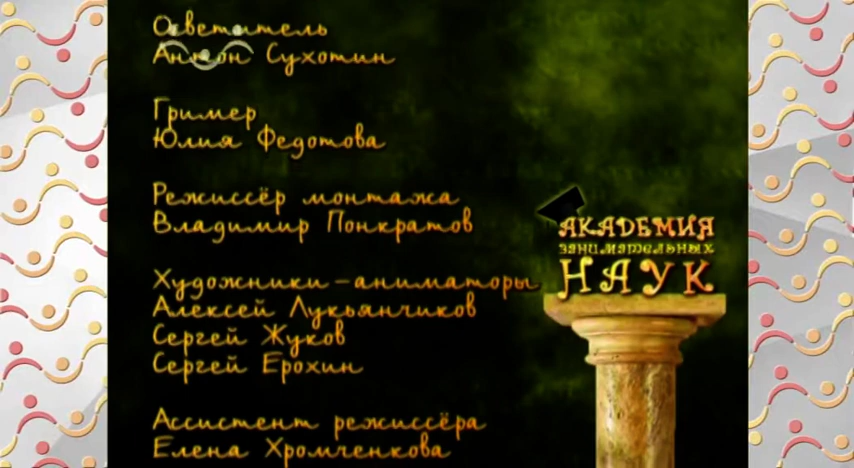 Осветитель
Антон Сухотин
Гример
Юлия Федотова
Режиссёр монтажа
Владимир Понкратов
Художники-аниматоры
Алексей Лукьянчиков
Сергей Жуков
Сергей Ерохин
Ассистент режиссёра
Елена Хромченкова
АКАДЕМИЯ
ЗАНИМАТЕЛЬНЫХ
НАУК